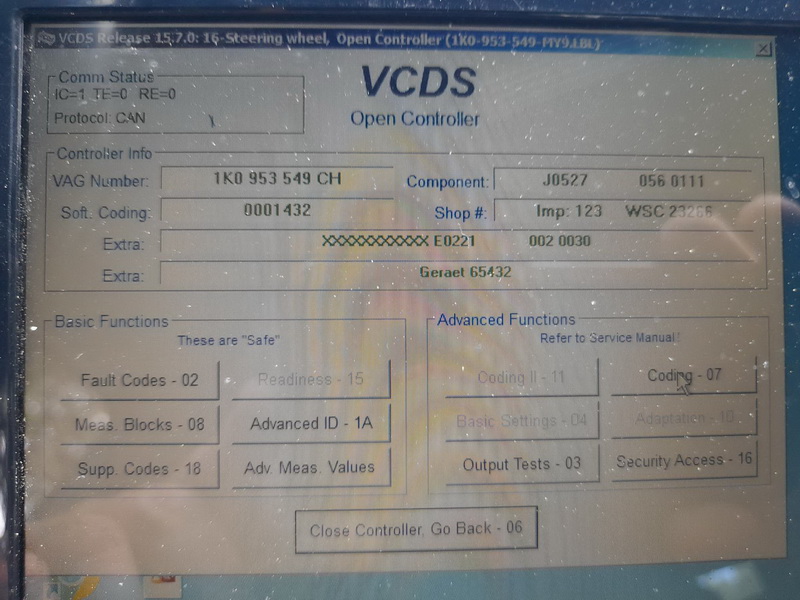 VCDS Release 15.7.0: 16-Steering wheel, Open Controller (1K0-953-549-MY9.LBL)
Comm Status
IC=1 TE=0 RE=0
Protocol: CAN
VCDS
Open Controller
Controller Info
VAG Number: 1K0 953 549 CH Component: J0527 056 0111
Soft. Coding: 0001432 Shop #: Imp: 123 WSC
Extra: XXXXXXXXXXX E0221 002 0030
Extra: Geraet 65432
Basic Functions Advanced Functions
These are "Safe" Refer to Service Manual!
Fault Codes - 02 Readiness - 15 Coding II - 11 Coding - 07
Meas. Blocks - 08 Advanced ID - 1A Basic Settings - 04 Adaptation - 10
Supp. Codes - 18 Adv. Meas. Values Output Tests - 03 Security Access - 16
Close Controller, Go Back - 06